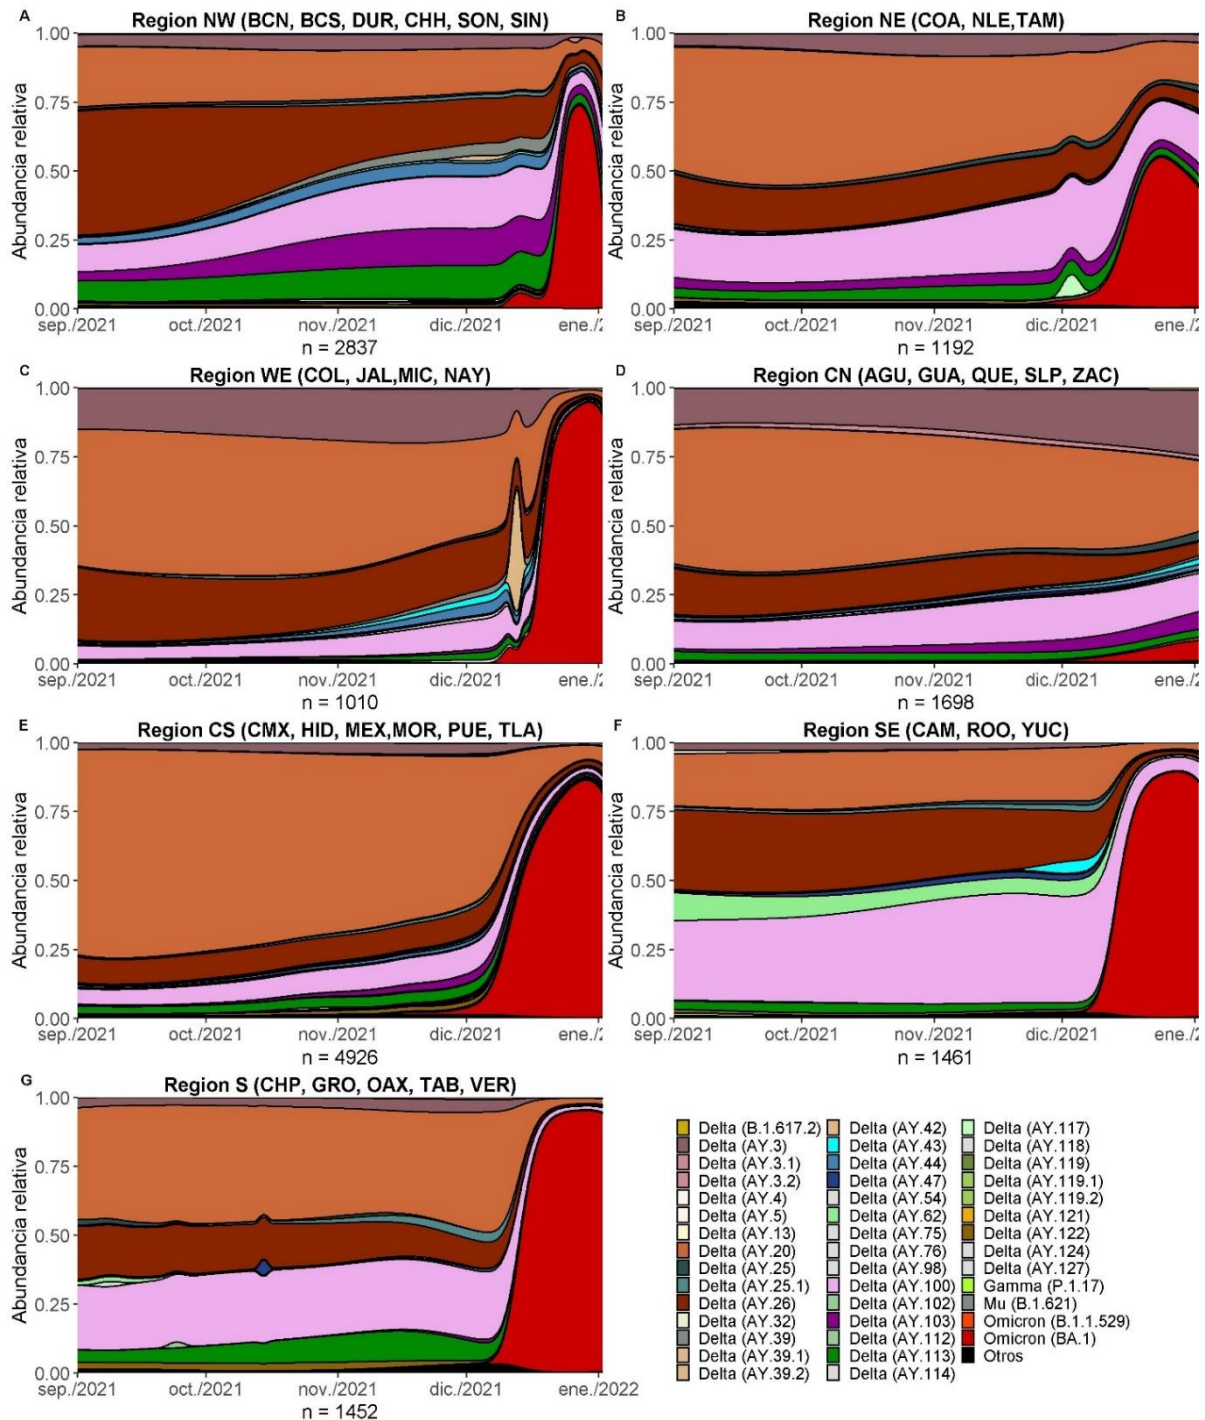 A Region NW (BCN, BCS, DUR, CHH, SON, SIN)
Abundancia relativa
1.00
0.75
0.50
0.25
0.00
sep./2021 oct./2021 nov./2021 dic./2021 ene./2
n = 2837
B Region NE (COA, NLE,TAM)
Abundancia relativa
1.00
0.75
0.50
0.25
0.00
sep./2021 oct./2021 nov./2021 dic./2021 ene./2
n = 1192
C Region WE (COL, JAL,MIC, NAY)
Abundancia relativa
1.00
0.75
0.50
0.25
0.00
sep./2021 oct./2021 nov./2021 dic./2021 ene./2
n = 1010
D Region CN (AGU, GUA, QUE, SLP, ZAC)
Abundancia relativa
1.00
0.75
0.50
0.25
0.00
sep./2021 oct./2021 nov./2021 dic./2021 ene./2
n = 1698
E Region CS (CMX, HID, MEX,MOR, PUE, TLA)
Abundancia relativa
1.00
0.75
0.50
0.25
0.00
sep./2021 oct./2021 nov./2021 dic./2021 ene./2
n = 4926
F Region SE (CAM, ROO, YUC)
Abundancia relativa
1.00
0.75
0.50
0.25
0.00
sep./2021 oct./2021 nov./2021 dic./2021 ene./2
n = 1461
G Region S (CHP, GRO, OAX, TAB, VER)
Abundancia relativa
1.00
0.75
0.50
0.25
0.00
sep./2021 oct./2021 nov./2021 dic./2021 ene./2022
n = 1452
Delta (B.1.617.2)
Delta (AY.3)
Delta (AY.3.1)
Delta (AY.3.2)
Delta (AY.4)
Delta (AY.5)
Delta (AY.13)
Delta (AY.20)
Delta (AY.25)
Delta (AY.25.1)
Delta (AY.26)
Delta (AY.32)
Delta (AY.39)
Delta (AY.39.1)
Delta (AY.39.2)
Delta (AY.42)
Delta (AY.43)
Delta (AY.44)
Delta (AY.47)
Delta (AY.54)
Delta (AY.62)
Delta (AY.75)
Delta (AY.76)
Delta (AY.98)
Delta (AY.100)
Delta (AY.102)
Delta (AY.103)
Delta (AY.112)
Delta (AY.113)
Delta (AY.114)
Delta (AY.117)
Delta (AY.118)
Delta (AY.119)
Delta (AY.119.1)
Delta (AY.119.2)
Delta (AY.121)
Delta (AY.122)
Delta (AY.124)
Delta (AY.127)
Gamma (P.1.17)
Mu (B.1.621)
Omicron (B.1.1.529)
Omicron (BA.1)
Otros